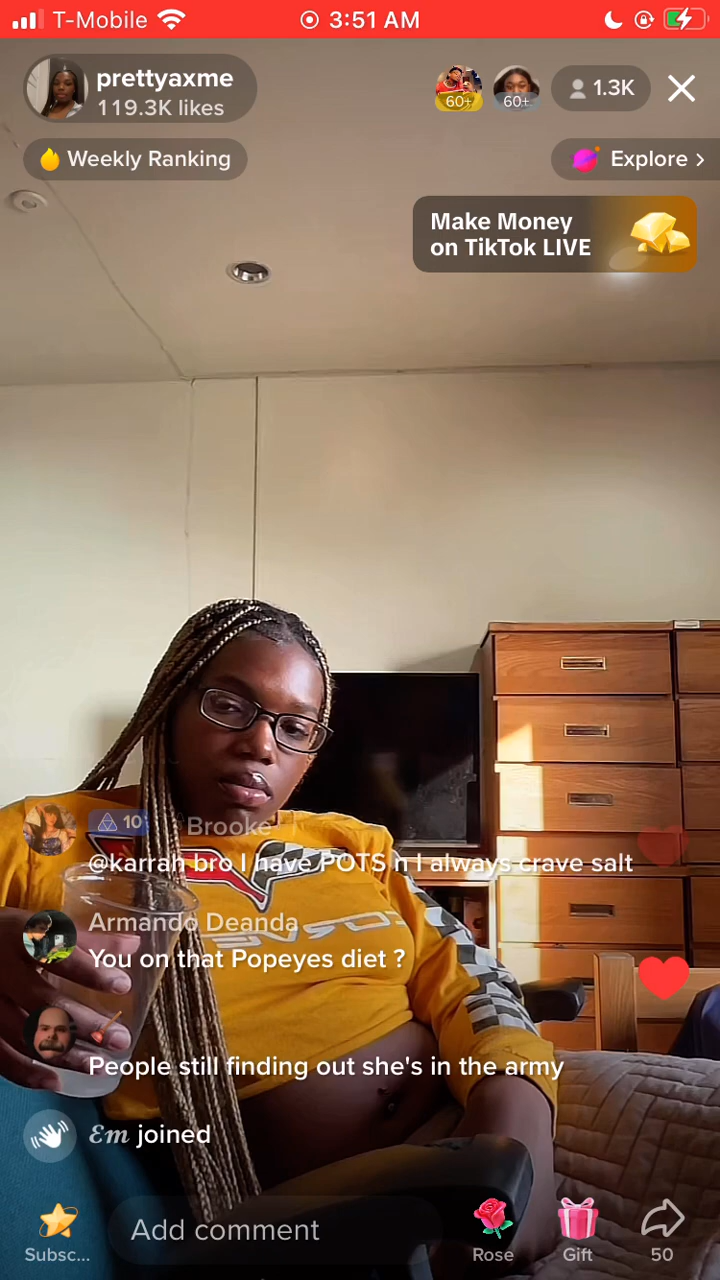 T-Mobile
3:51 AM
prettyaxme
119.3K likes
60+
60+
1.3K
Weekly Ranking
Explore >
Make Money
on TikTok LIVE
10
Brooke
@karrah bro I have POTS n I always crave salt
Armando Deanda
You on that Popeyes diet ?
People still finding out she's in the army
ℰ𝓂 joined
Subsc...
Add comment
Rose
Gift
50